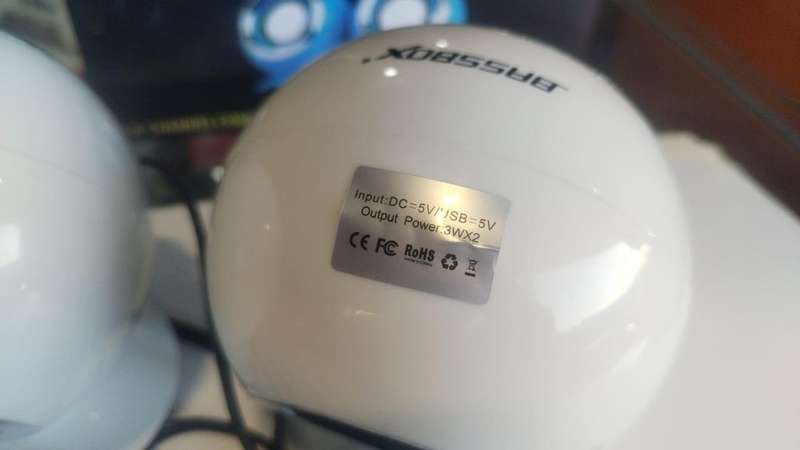 BASSBOX
Input:DC=5V/USB=5V
Output Power:3WX2
CE FC RoHS